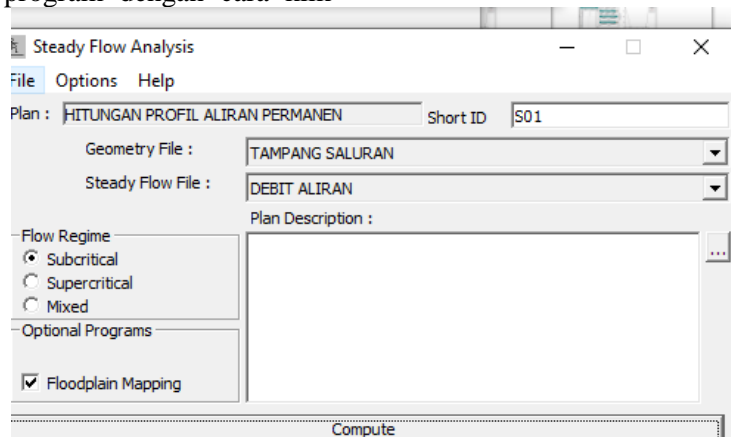 program dengan cara
Steady Flow Analysis
File Options Help
Plan : HITUNGAN PROFIL ALIRAN PERMANEN Short ID S01
Geometry File : TAMPANG SALURAN
Steady Flow File : DEBIT ALIRAN
Plan Description :
Flow Regime
Subcritical
Supercritical
Mixed
Optional Programs
Floodplain Mapping
...
Compute